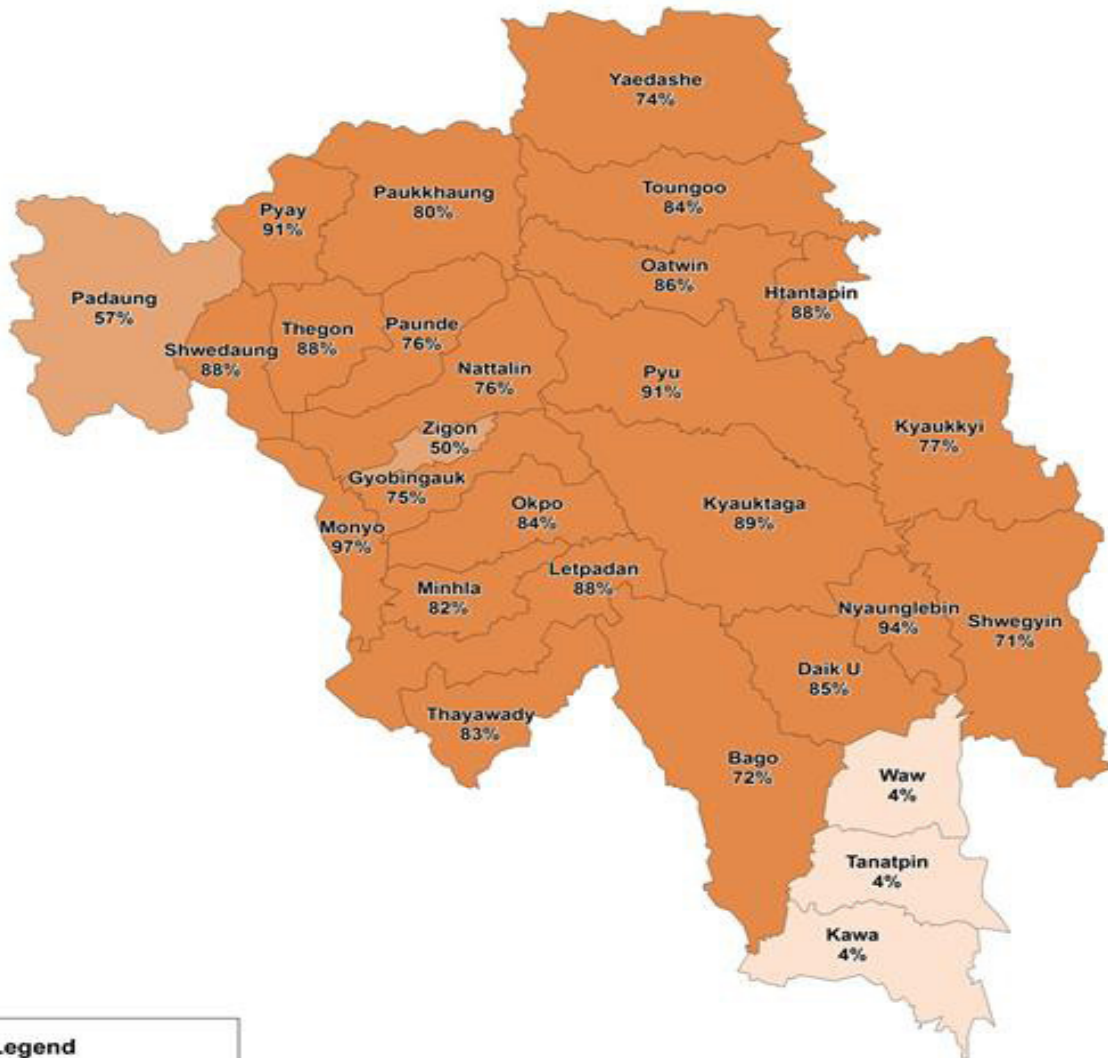 Yaedashe
74%
Toungoo
84%
Paukkhaung
80%
Pyay
91%
Oatwin
86%
Htantapin
88%
Padaung
57%
Thegon
88%
Paunde
76%
Shwedaung
88%
Nattalin
76%
Pyu
91%
Kyaukkyi
77%
Zigon
50%
Gyobingauk
75%
Okpo
84%
Kyauktaga
89%
Monyo
97%
Letpadan
88%
Minhla
82%
Nyaunglebin
94%
Shwegyin
71%
Daik U
85%
Thayawady
83%
Bago
72%
Waw
4%
Tanatpin
4%
Kawa
4%
Legend